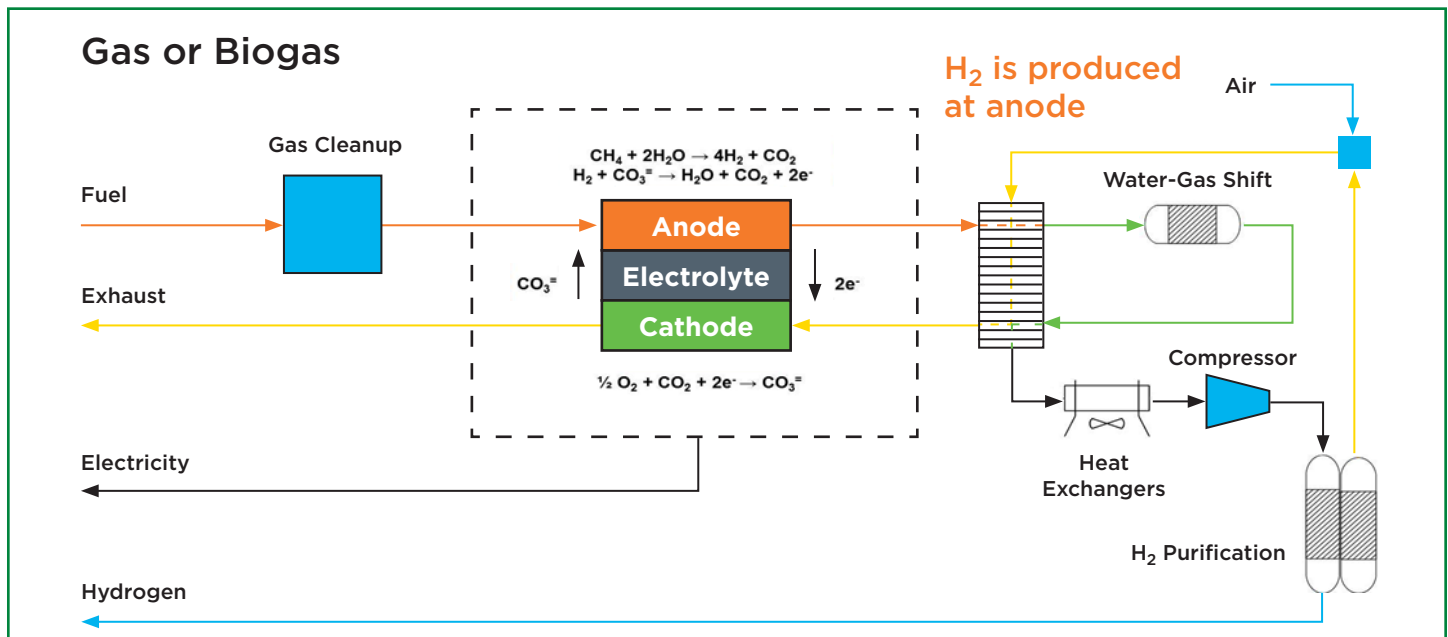 Gas or Biogas
H₂ is produced
at anode
Air
Gas Cleanup
CH₄ + 2H₂O → 4H₂ + CO₂
H₂ + CO₃⁼ → H₂O + CO₂ + 2e⁻
Water-Gas Shift
Fuel
Anode
CO₃⁼
Electrolyte
2e⁻
Exhaust
Cathode
½ O₂ + CO₂ + 2e⁻ → CO₃⁼
Compressor
Electricity
Heat
Exchangers
H₂ Purification
Hydrogen